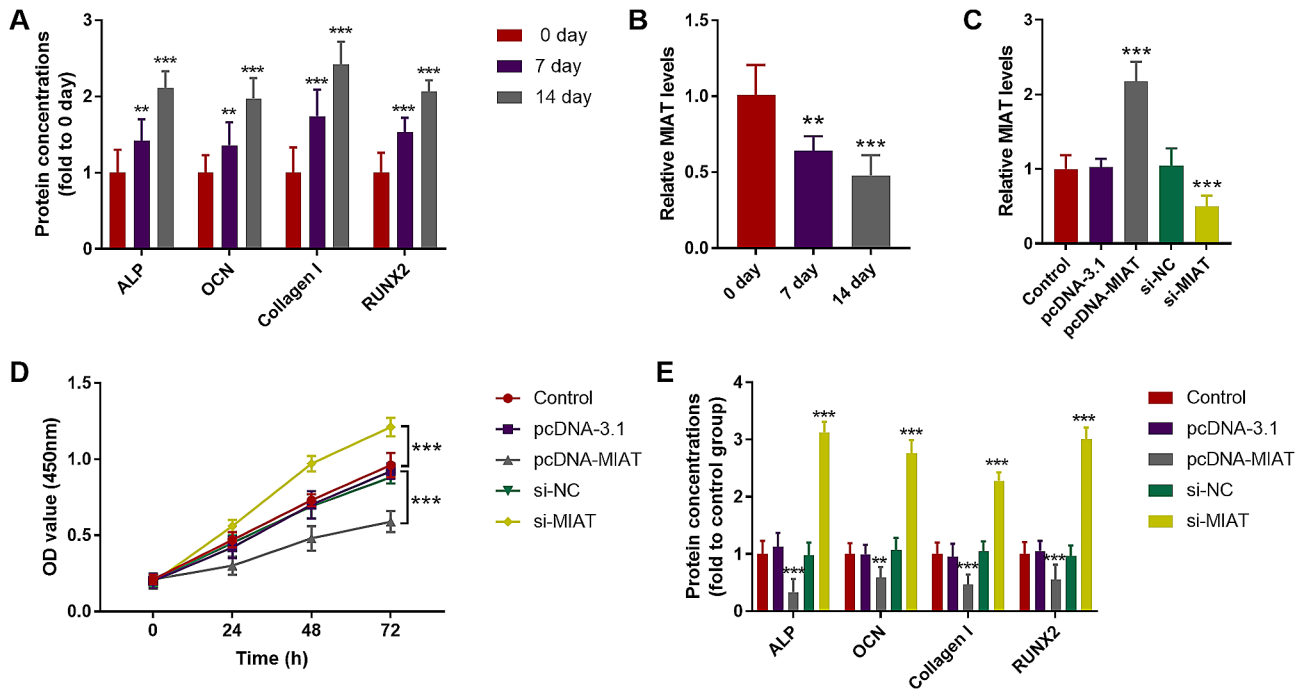 A
Protein concentrations
(fold to 0 day)
3
2
1
0
** *** ** *** *** *** *** ***
ALP
OCN
Collagen I
RUNX2
0 day
7 day
14 day
B
Relative MIAT levels
1.5
1.0
0.5
0.0
** ***
0 day
7 day
14 day
C
Relative MIAT levels
3
2
1
0
*** ***
Control
pcDNA-3.1
pcDNA-MIAT
si-NC
si-MIAT
D
OD value (450nm)
1.5
1.0
0.5
0.0
0 24 48 72
Time (h)
***
***
Control
pcDNA-3.1
pcDNA-MIAT
si-NC
si-MIAT
E
Protein concentrations
(fold to control group)
4
3
2
1
0
*** *** ** *** *** *** *** ***
ALP
OCN
Collagen I
RUNX2
Control
pcDNA-3.1
pcDNA-MIAT
si-NC
si-MIAT